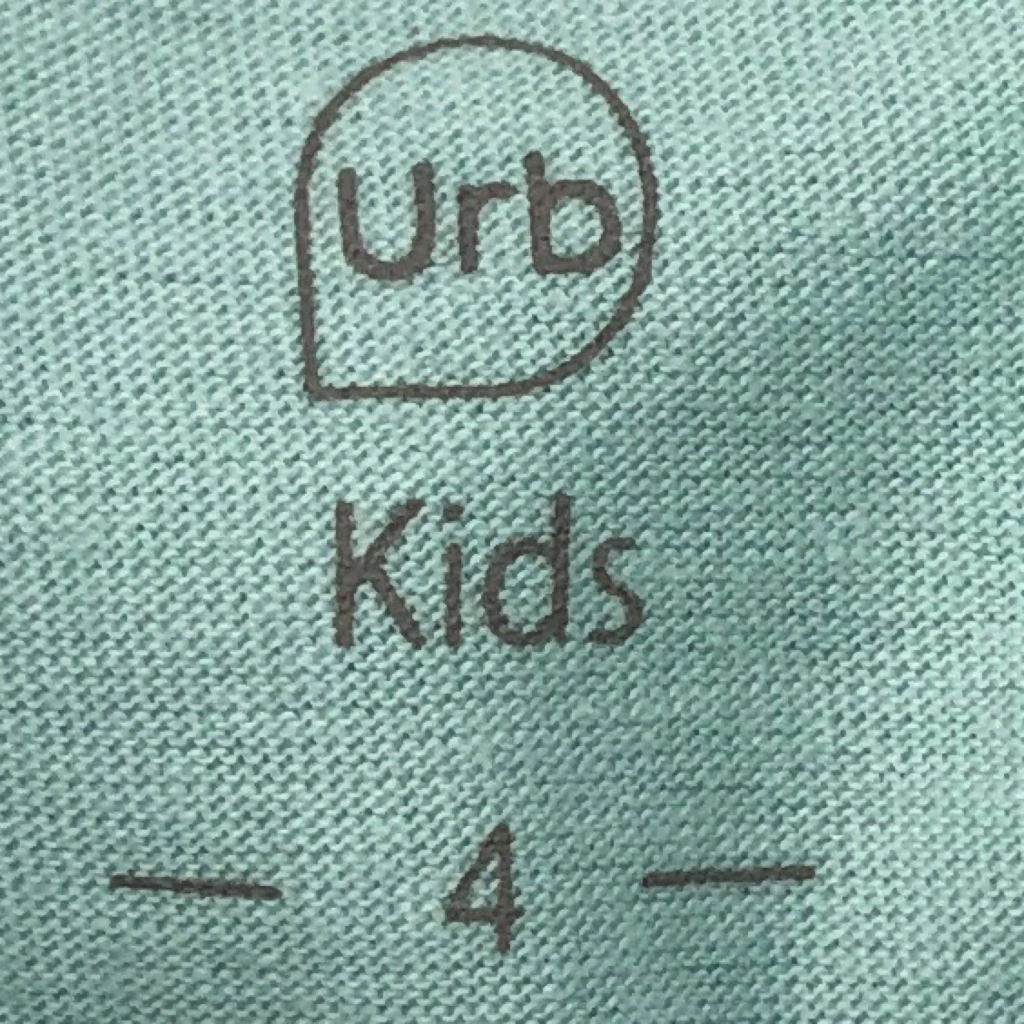 Urb
Kids
— 4 —